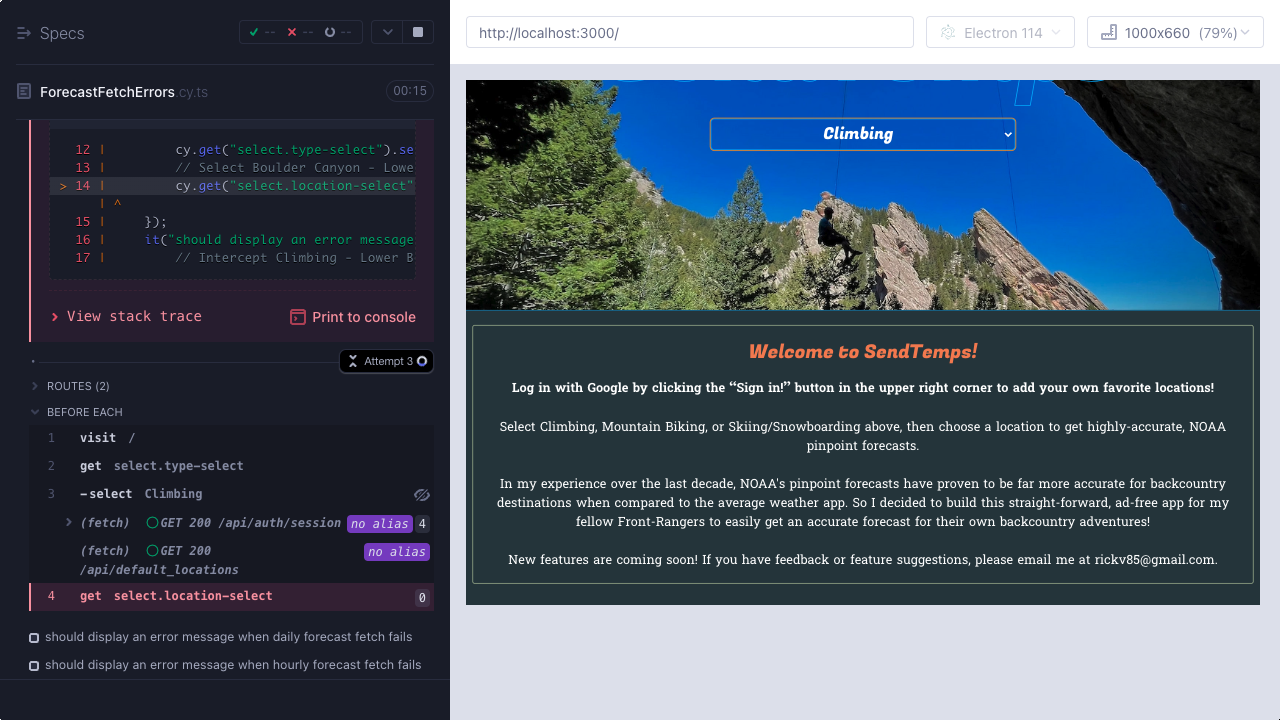 Specs
-- -- --
ForecastFetchErrors.cy.ts
00:15
12 | cy.get("select.type-select").se
13 | // Select Boulder Canyon - Lowe
> 14 | cy.get("select.location-select"
| ^
15 | });
16 | it("should display an error message
17 | // Intercept Climbing - Lower B
View stack trace
Print to console
Attempt 3
ROUTES (2)
BEFORE EACH
1 visit /
2 get select.type-select
3 -select Climbing
(fetch) GET 200 /api/auth/session no alias 4
(fetch) GET 200 no alias
/api/default_locations
4 get select.location-select 0
should display an error message when daily forecast fetch fails
should display an error message when hourly forecast fetch fails
http://localhost:3000/
Electron 114
1000x660 (79%)
Climbing
Welcome to SendTemps!
Log in with Google by clicking the “Sign in!” button in the upper right corner to add your own favorite locations!
Select Climbing, Mountain Biking, or Skiing/Snowboarding above, then choose a location to get highly-accurate, NOAA
pinpoint forecasts.
In my experience over the last decade, NOAA's pinpoint forecasts have proven to be far more accurate for backcountry
destinations when compared to the average weather app. So I decided to build this straight-forward, ad-free app for my
fellow Front-Rangers to easily get an accurate forecast for their own backcountry adventures!
New features are coming soon! If you have feedback or feature suggestions, please email me at rickv85@gmail.com.